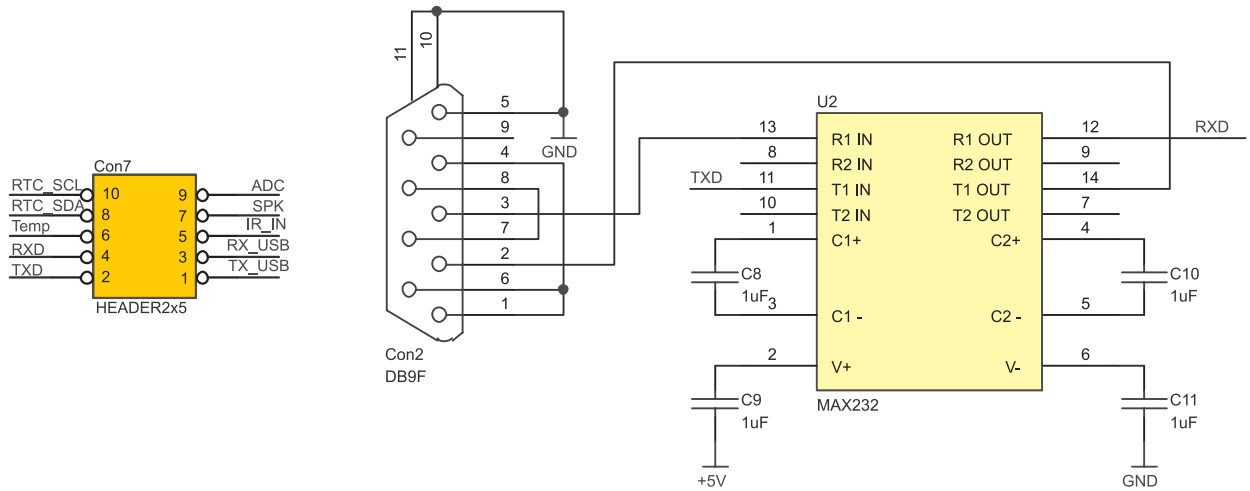 Con7
RTC_SCL 10 9 ADC
RTC_SDA 8 7 SPK
Temp 6 5 IR_IN
RXD 4 3 RX_USB
TXD 2 1 TX_USB
HEADER2x5
11 10
5
9
4
8
3
7
2
6
1
GND
Con2
DB9F
U2
13 R1 IN R1 OUT 12 RXD
8 R2 IN R2 OUT 9
TXD 11 T1 IN T1 OUT 14
10 T2 IN T2 OUT 7
1 C1+ C2+ 4
C8
1uF
C10
1uF
3 C1 - C2 - 5
2 V+ V- 6
MAX232
C9
1uF
C11
1uF
+5V
GND